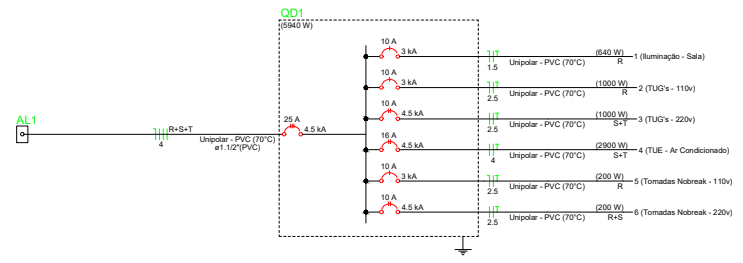 QD1
(5940 W)
AL1
R+S+T
4
Unipolar - PVC (70°C)
ø1.1/2"(PVC)
25 A
4.5 kA
10 A
3 kA
1.5
Unipolar - PVC (70°C)
(640 W)
R
1 (Iluminação - Sala)
10 A
3 kA
2.5
Unipolar - PVC (70°C)
(1000 W)
R
2 (TUG's - 110v)
10 A
4.5 kA
2.5
Unipolar - PVC (70°C)
(1000 W)
S+T
3 (TUG's - 220v)
16 A
4.5 kA
4
Unipolar - PVC (70°C)
(2900 W)
S+T
4 (TUE - Ar Condicionado)
10 A
3 kA
2.5
Unipolar - PVC (70°C)
(200 W)
R
5 (Tomadas Nobreak - 110v)
10 A
4.5 kA
2.5
Unipolar - PVC (70°C)
(200 W)
R+S
6 (Tomadas Nobreak - 220v)